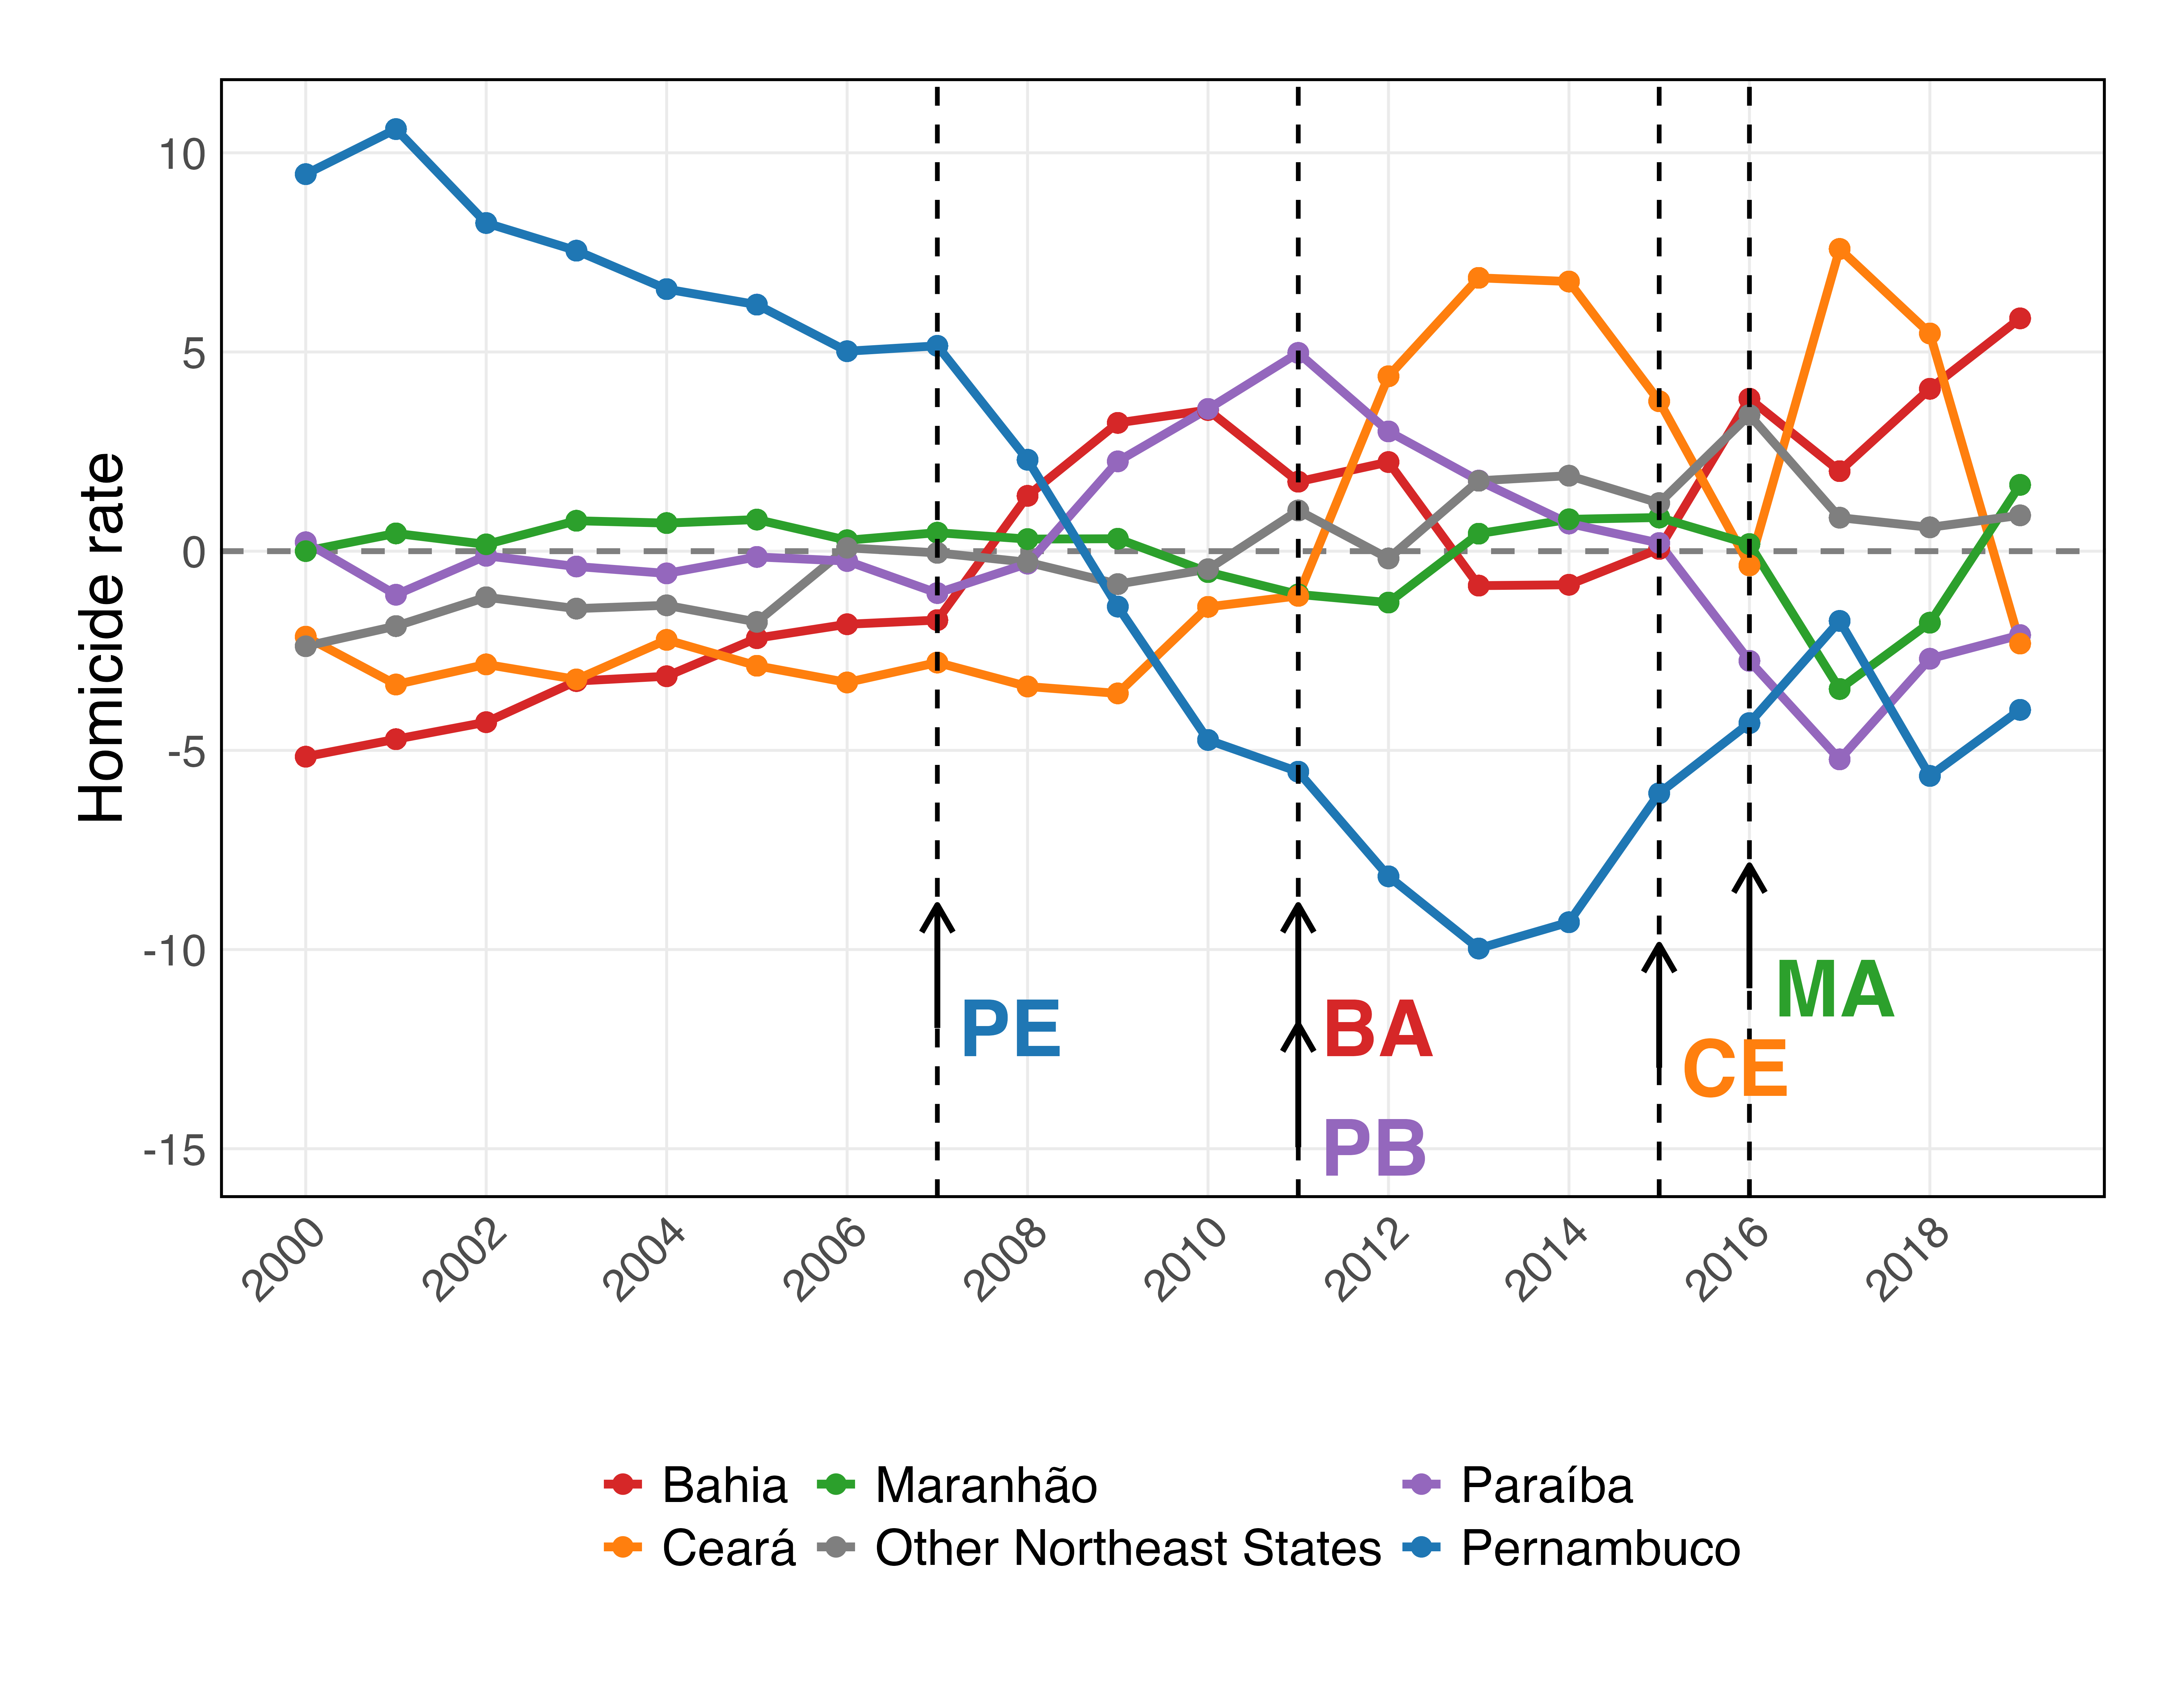 Homicide rate
10
5
0
-5
-10
-15
PE
BA
PB
CE
MA
2000
2002
2004
2006
2008
2010
2012
2014
2016
2018
Bahia
Maranhão
Paraíba
Ceará
Other Northeast States
Pernambuco